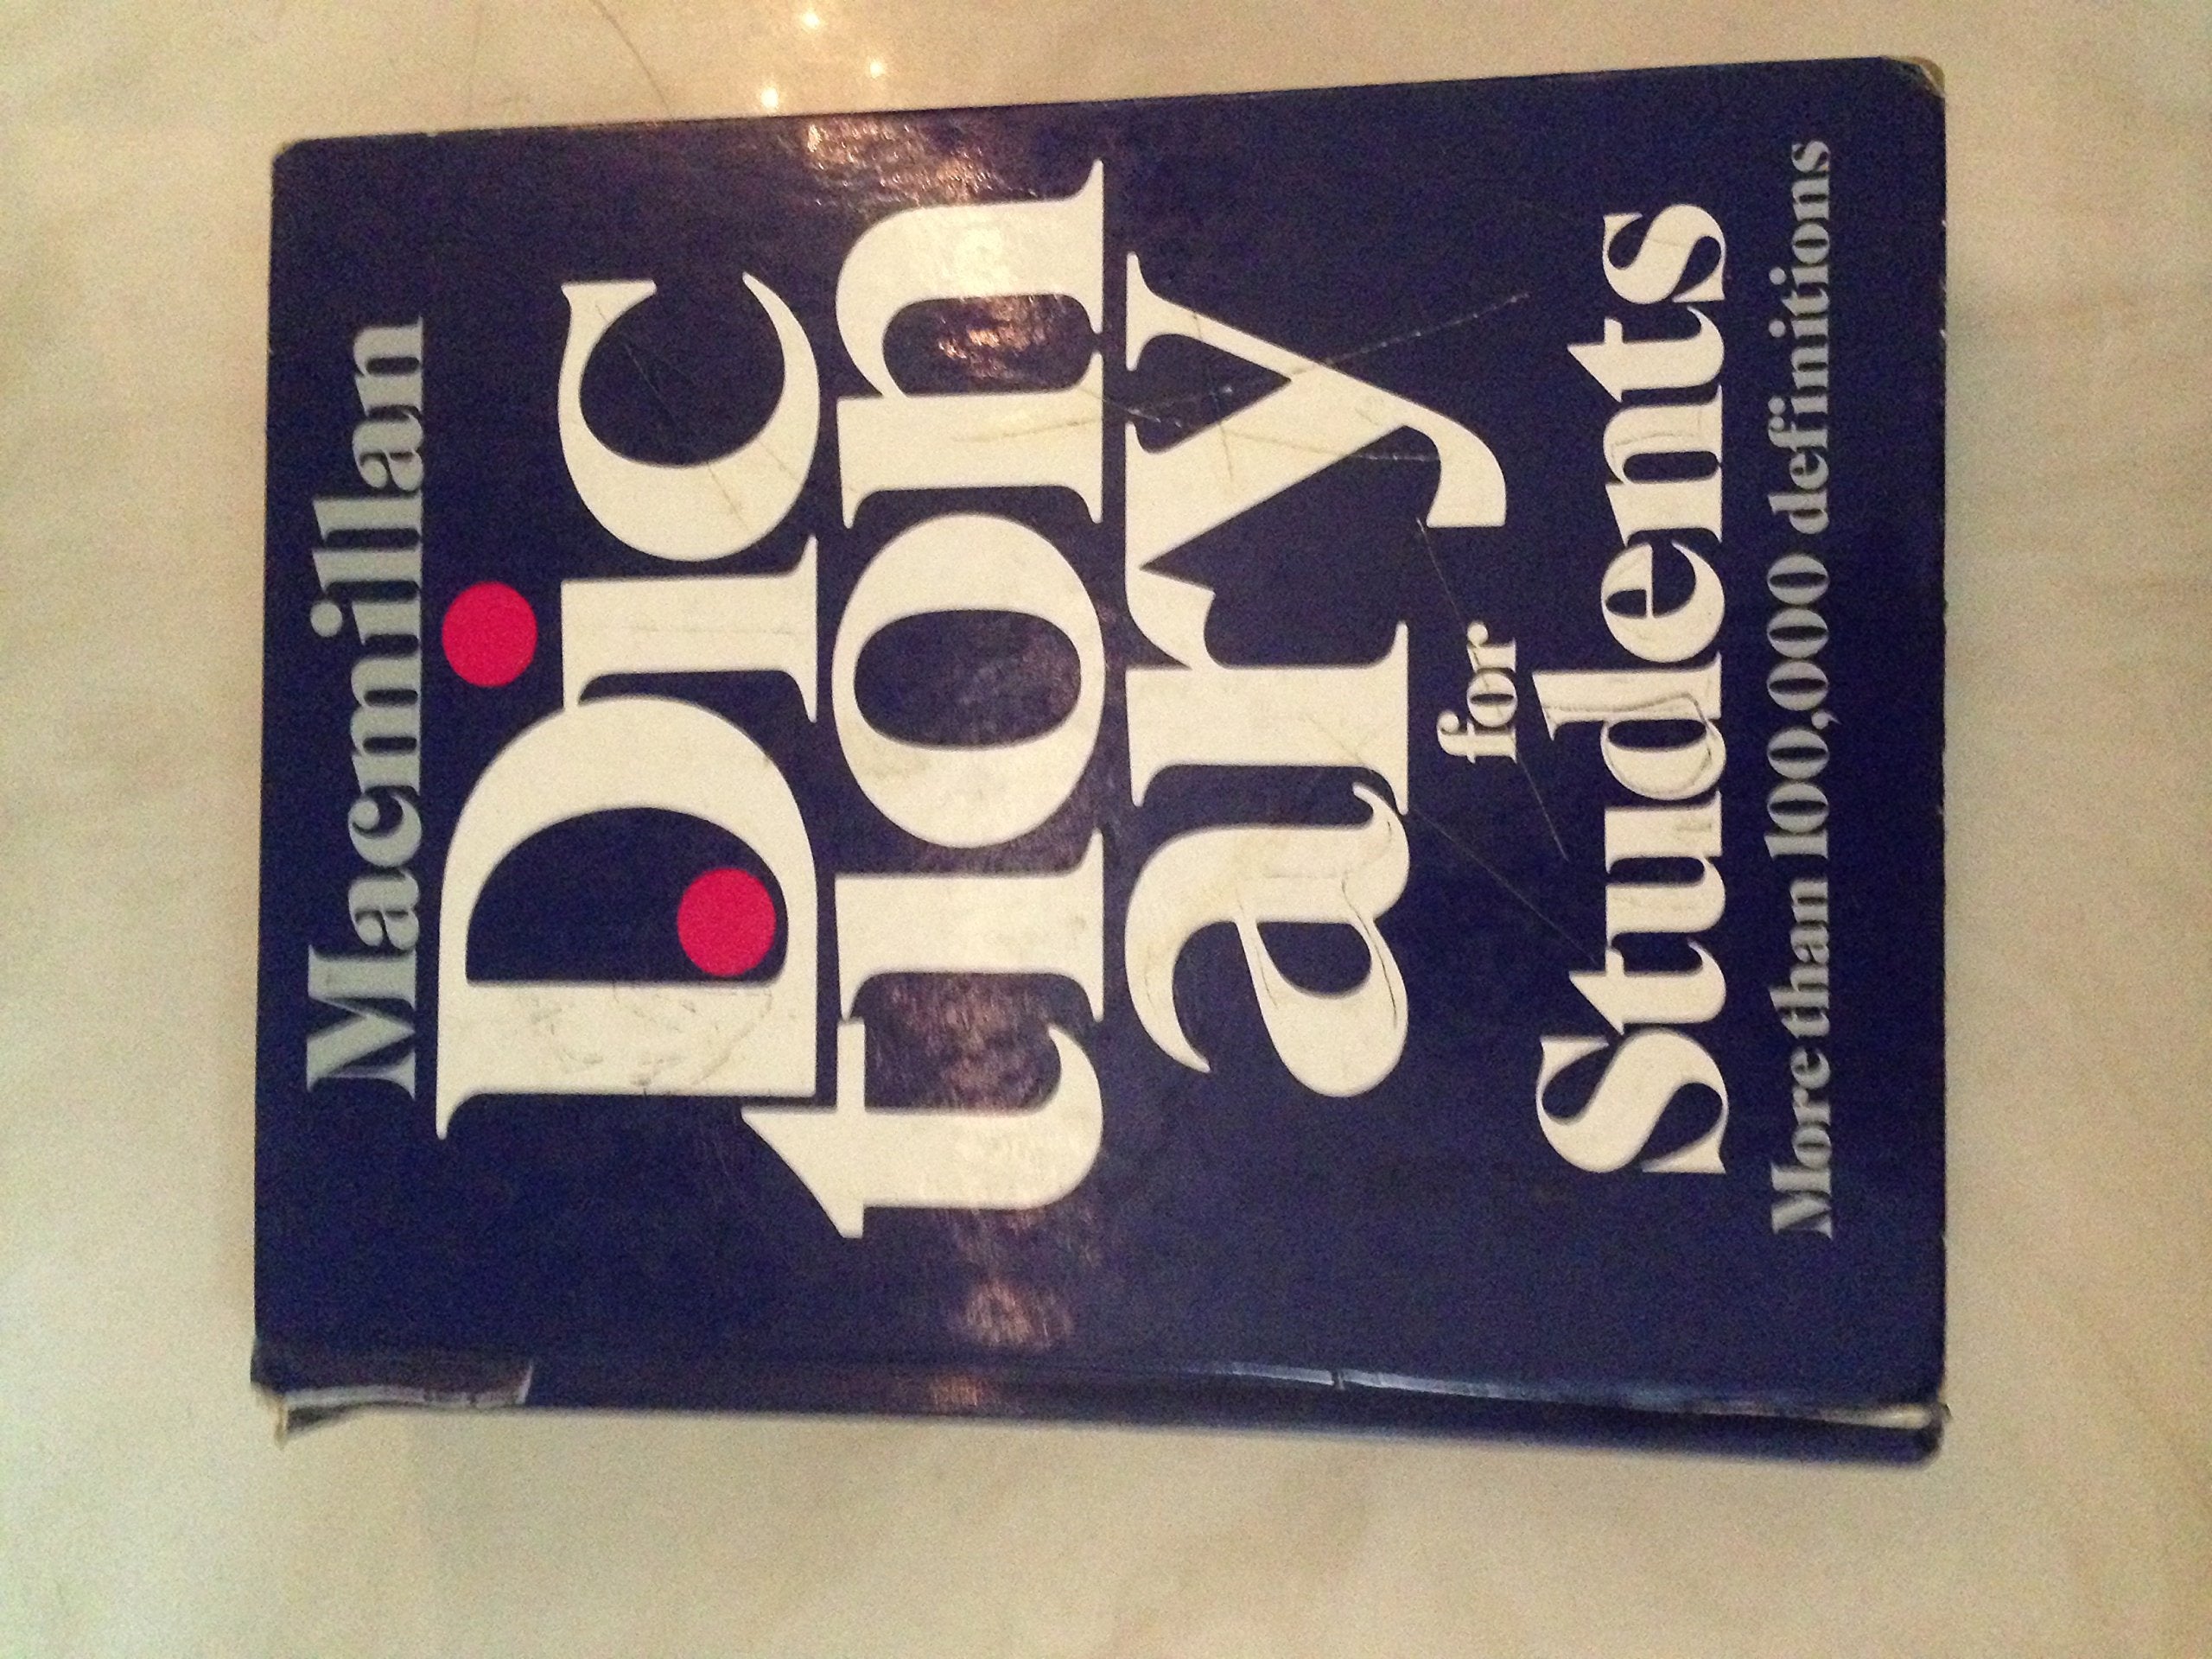 Macmillan
Dic
tion
ary
for
Students
More than 100,000 definitions